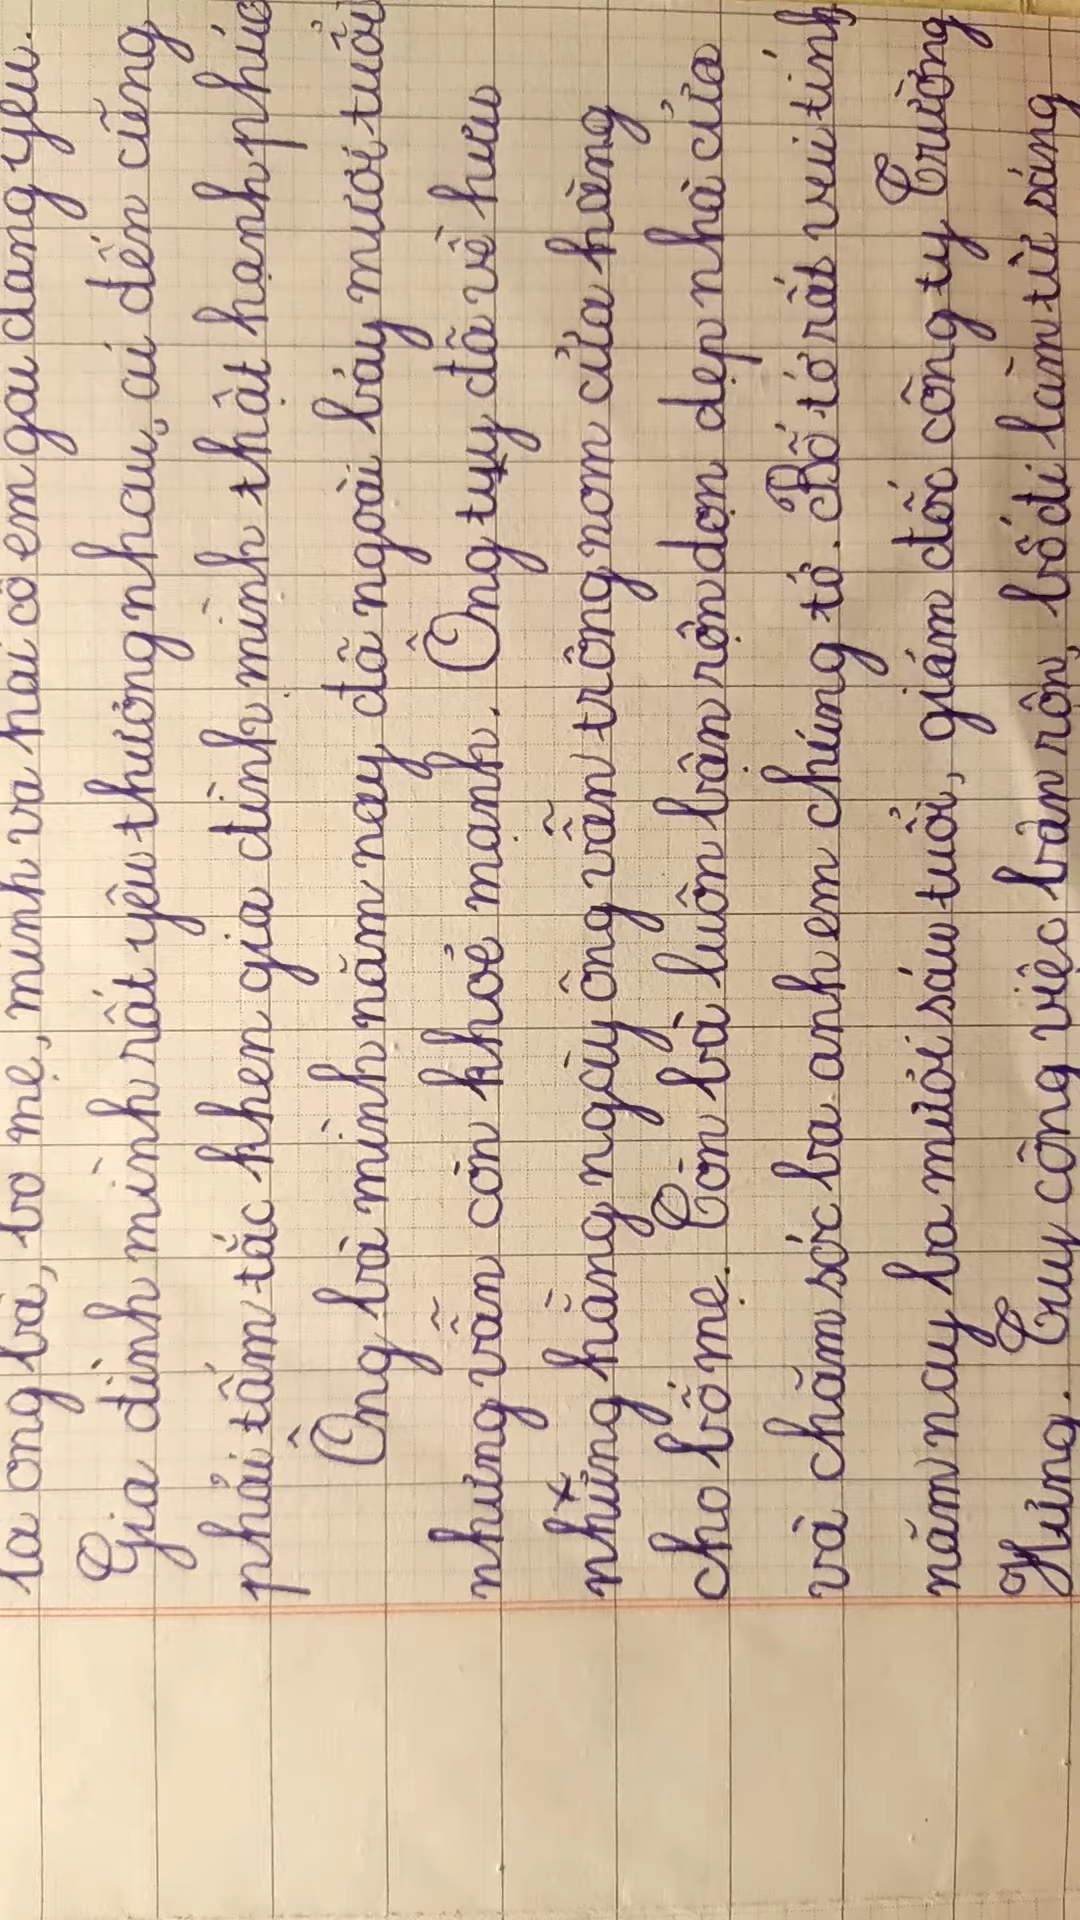 là ông bà, bố mẹ, mình và hai cô em gái đáng yêu.
Gia đình mình rất yêu thương nhau, ai đến cũng
phải tấm tắc khen gia đình mình thật hạnh phúc
Ông bà mình năm nay đã ngoài bảy mươi tuổi
nhưng vẫn còn khoẻ mạnh. Ông tuy đã về hưu
nhưng hằng ngày ông vẫn trông nom cửa hàng
cho bố mẹ. Còn bà luôn bận rộn dọn dẹp nhà cửa
và chăm sóc ba anh em chúng tớ. Bố tớ rất vui tính
năm nay ba mươi sáu tuổi, giám đốc công ty Trường
Hưng. Tuy công việc bận rộn, bố đi làm từ sáng